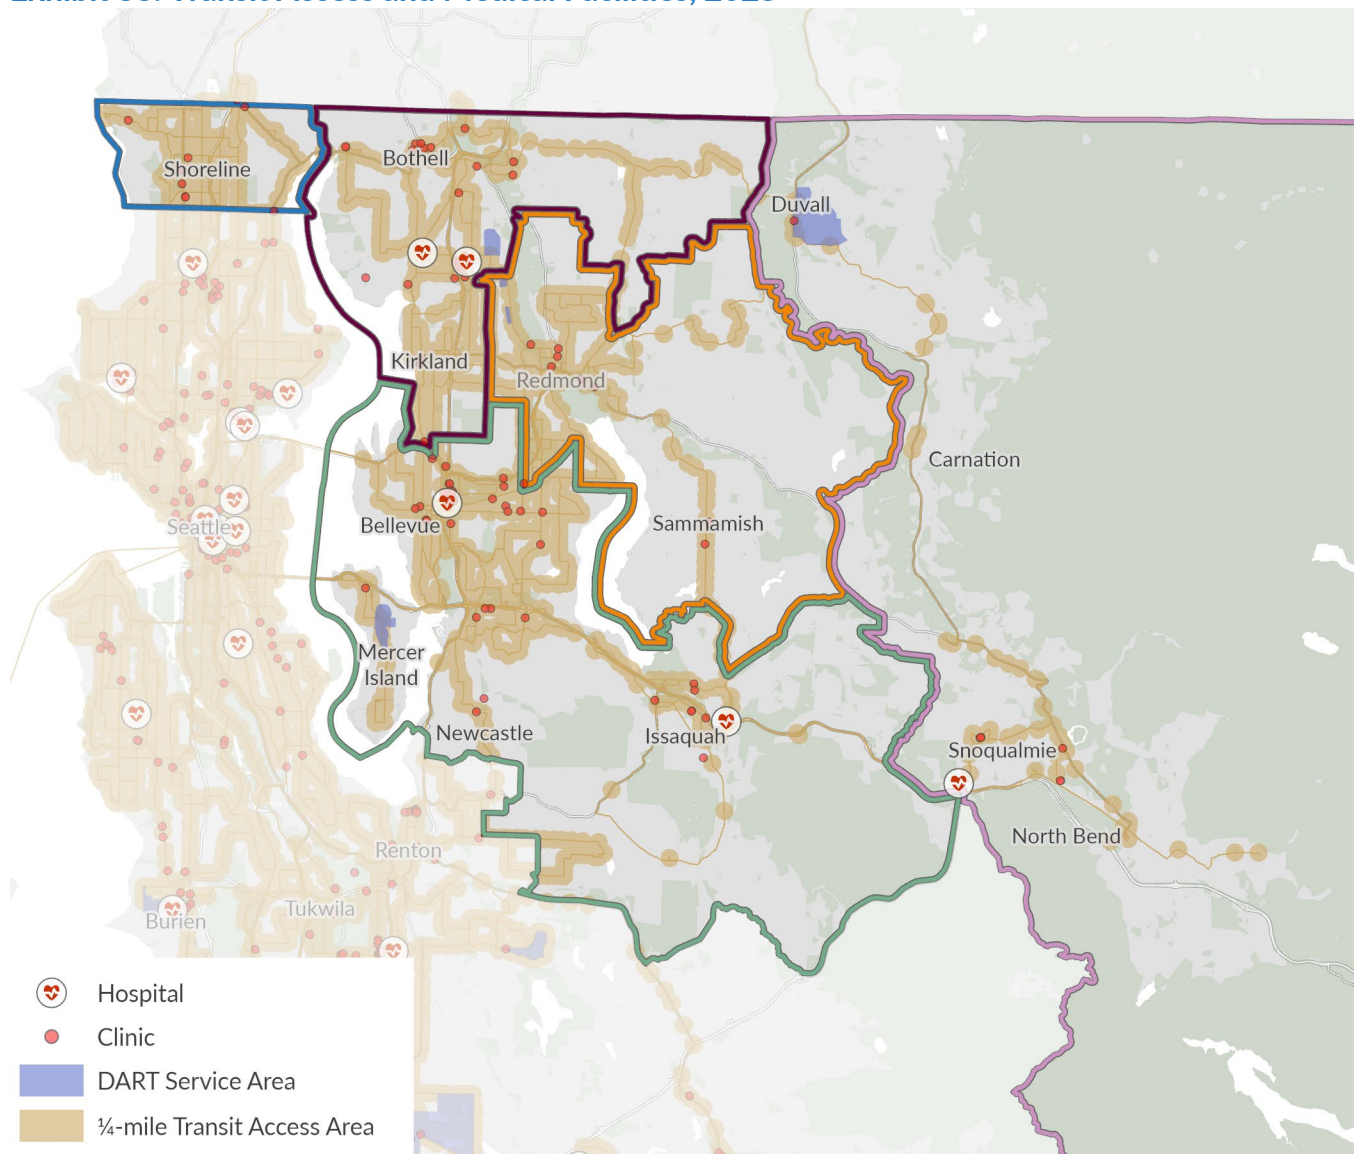 Shoreline
Bothell
Duvall
Kirkland
Redmond
Carnation
Seattle
Bellevue
Sammamish
Mercer
Island
Newcastle
Issaquah
Snoqualmie
North Bend
Renton
Tukwila
Burien
Hospital
Clinic
DART Service Area
¼-mile Transit Access Area